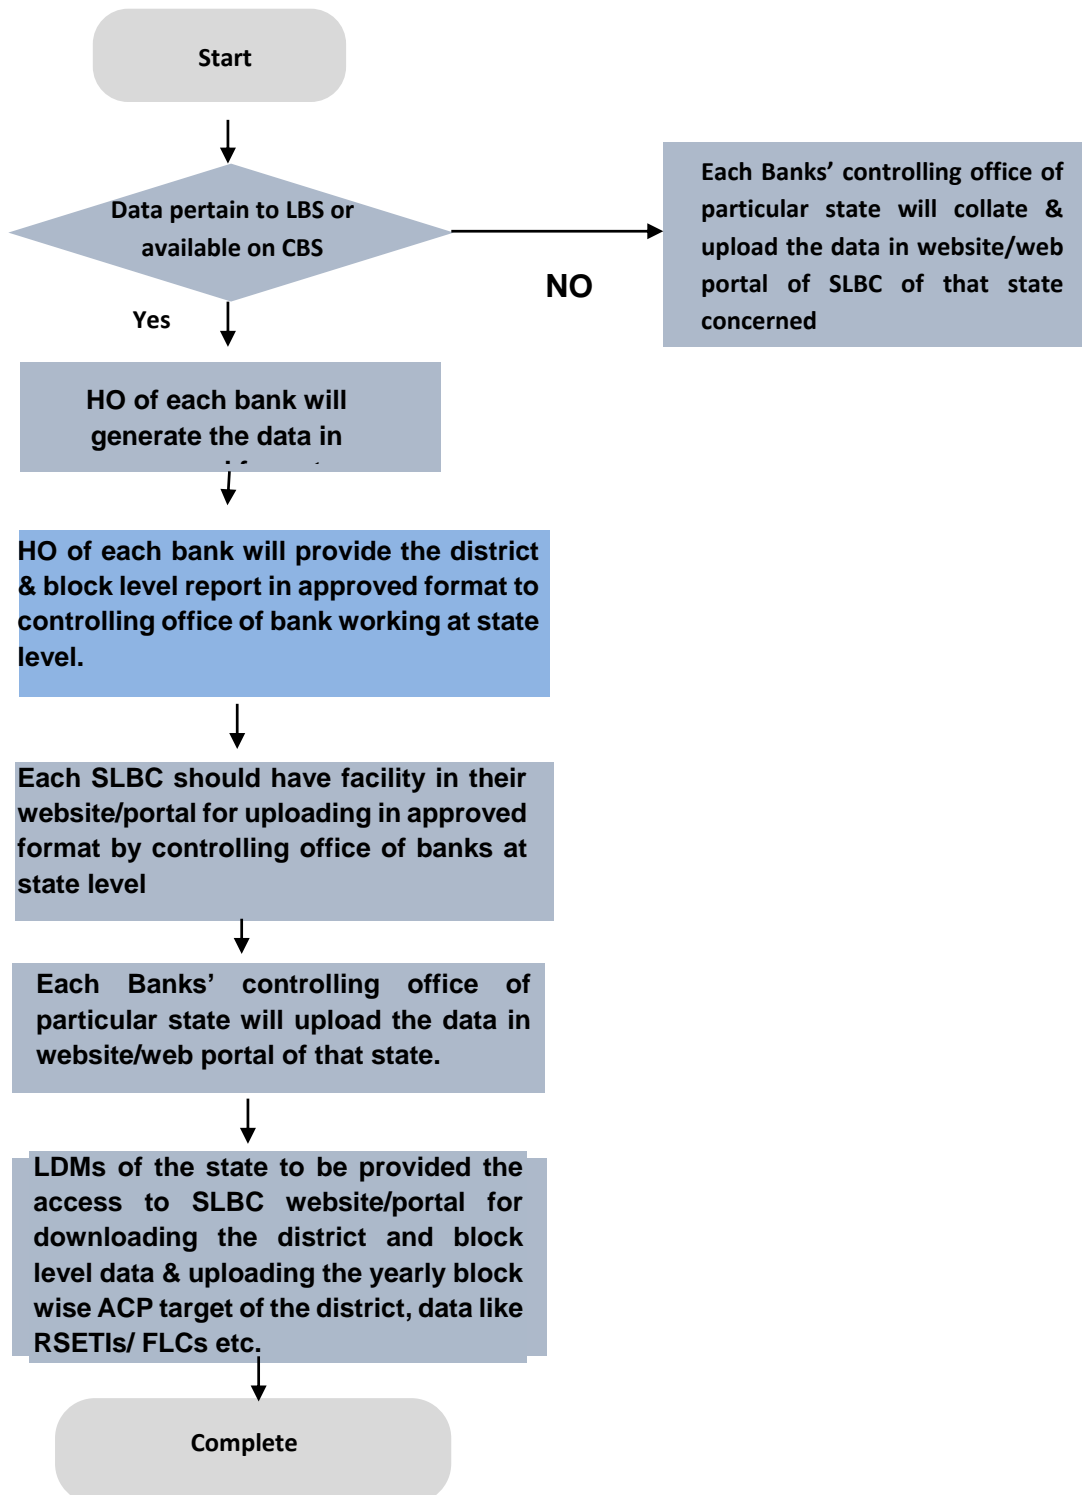 Start
Data pertain to LBS or
available on CBS
NO
Each Banks’ controlling office of
particular state will collate &
upload the data in website/web
portal of SLBC of that state
concerned
Yes
HO of each bank will
generate the data in
HO of each bank will provide the district
& block level report in approved format to
controlling office of bank working at state
level.
Each SLBC should have facility in their
website/portal for uploading in approved
format by controlling office of banks at
state level
Each Banks’ controlling office of
particular state will upload the data in
website/web portal of that state.
LDMs of the state to be provided the
access to SLBC website/portal for
downloading the district and block
level data & uploading the yearly block
wise ACP target of the district, data like
RSETIs/ FLCs etc.
Complete